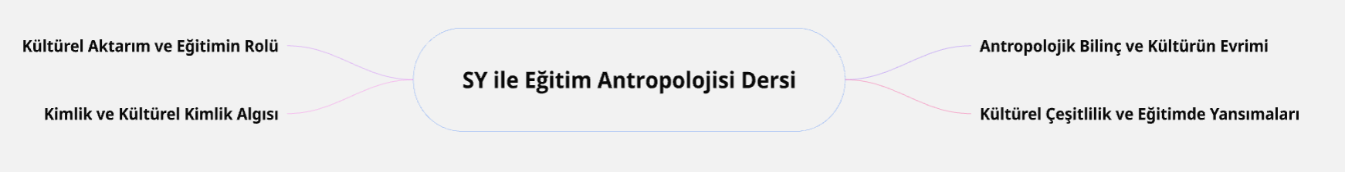 Kültürel Aktarım ve Eğitimin Rolü
Kimlik ve Kültürel Kimlik Algısı
SY ile Eğitim Antropolojisi Dersi
Antropolojik Bilinç ve Kültürün Evrimi
Kültürel Çeşitlilik ve Eğitimde Yansımaları